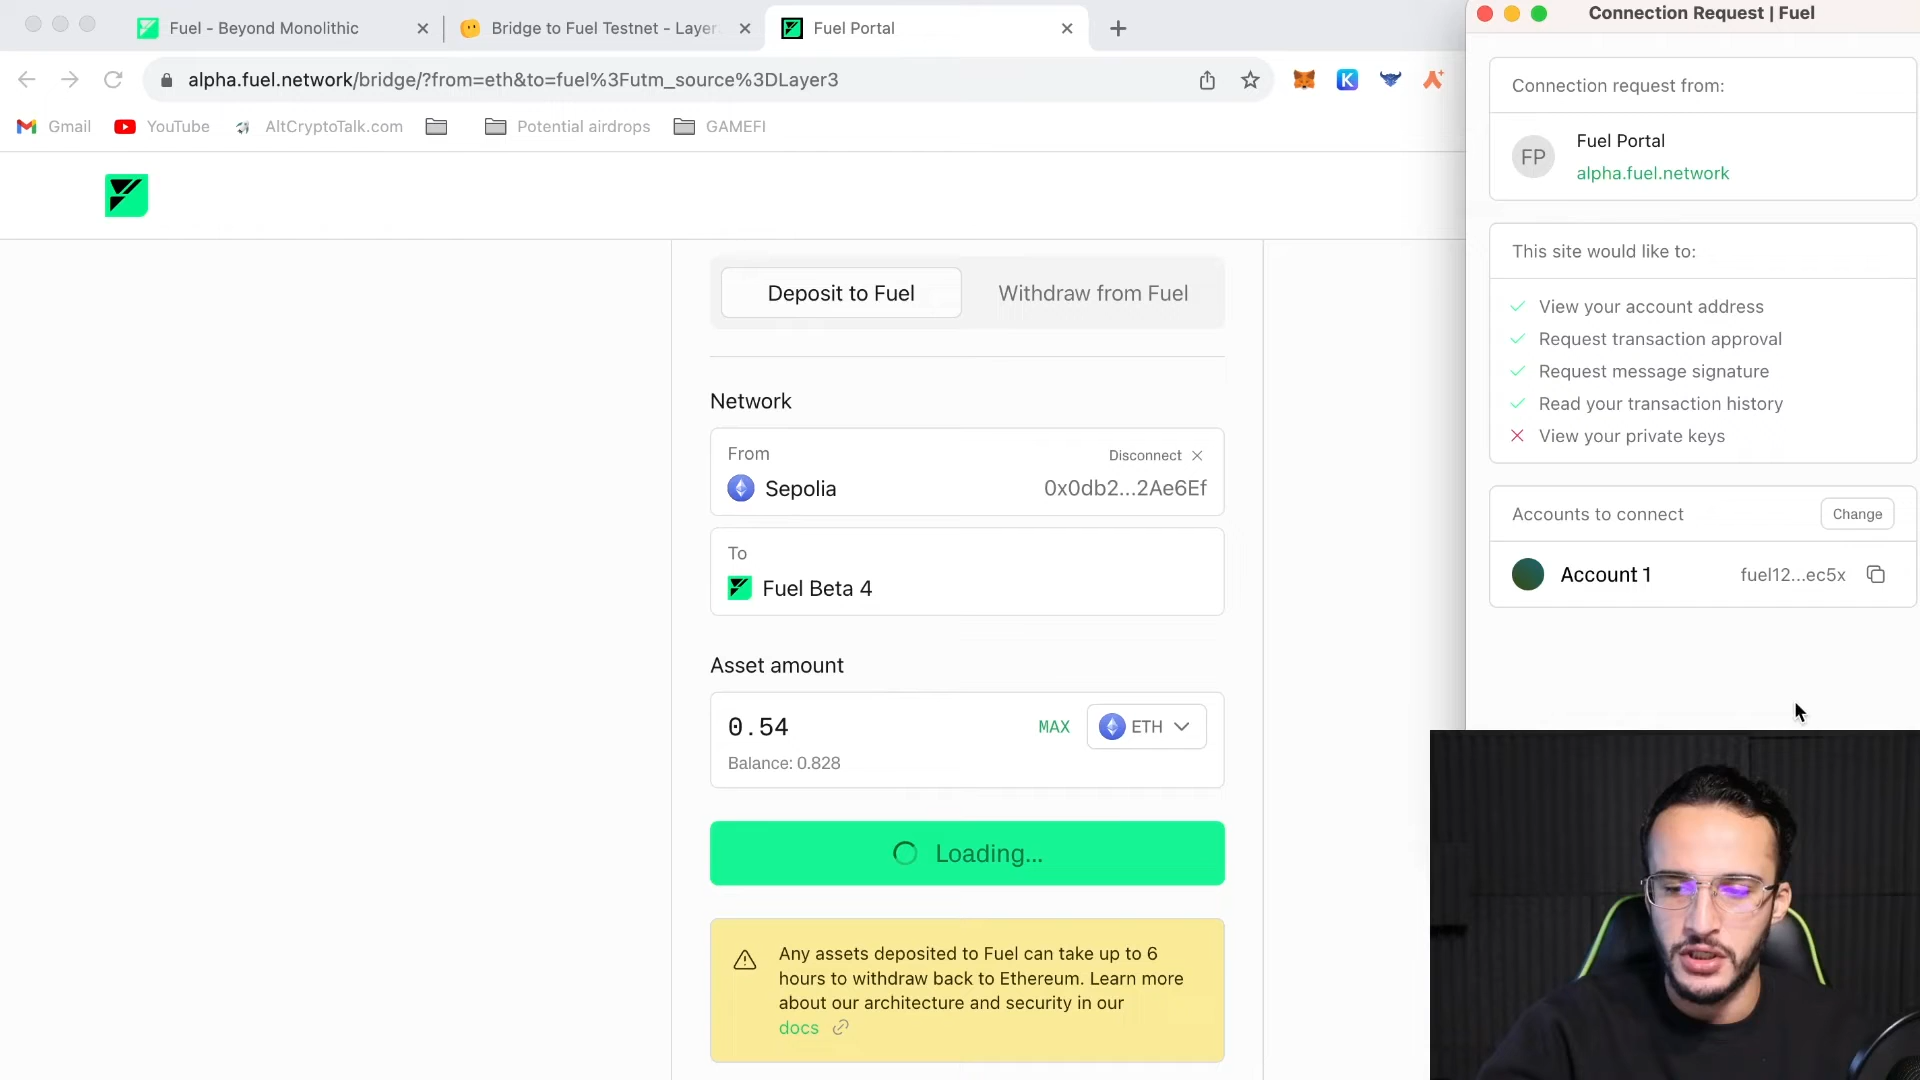 Fuel - Beyond Monolithic
Bridge to Fuel Testnet - Layer
Fuel Portal
Connection Request | Fuel
alpha.fuel.network/bridge/?from=eth&to=fuel%3Futm_source%3DLayer3
Gmail
YouTube
AltCryptoTalk.com
Potential airdrops
GAMEFI
Deposit to Fuel
Withdraw from Fuel
Network
From
Disconnect
Sepolia
0x0db2...2Ae6Ef
To
Fuel Beta 4
Asset amount
0.54
MAX
ETH
Balance: 0.828
Loading...
Any assets deposited to Fuel can take up to 6
hours to withdraw back to Ethereum. Learn more
about our architecture and security in our
docs
Connection request from:
FP
Fuel Portal
alpha.fuel.network
This site would like to:
View your account address
Request transaction approval
Request message signature
Read your transaction history
View your private keys
Accounts to connect
Change
Account 1
fuel12...ec5x